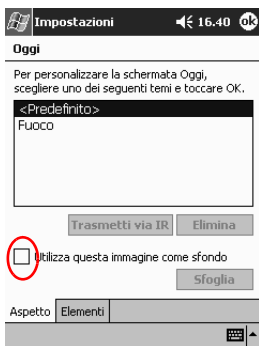 Impostazioni 16.40 ok
Oggi
Per personalizzare la schermata Oggi,
scegliere uno dei seguenti temi e toccare OK.
<Predefinito>
Fuoco
Trasmetti via IR Elimina
Utilizza questa immagine come sfondo
Sfoglia
Aspetto Elementi